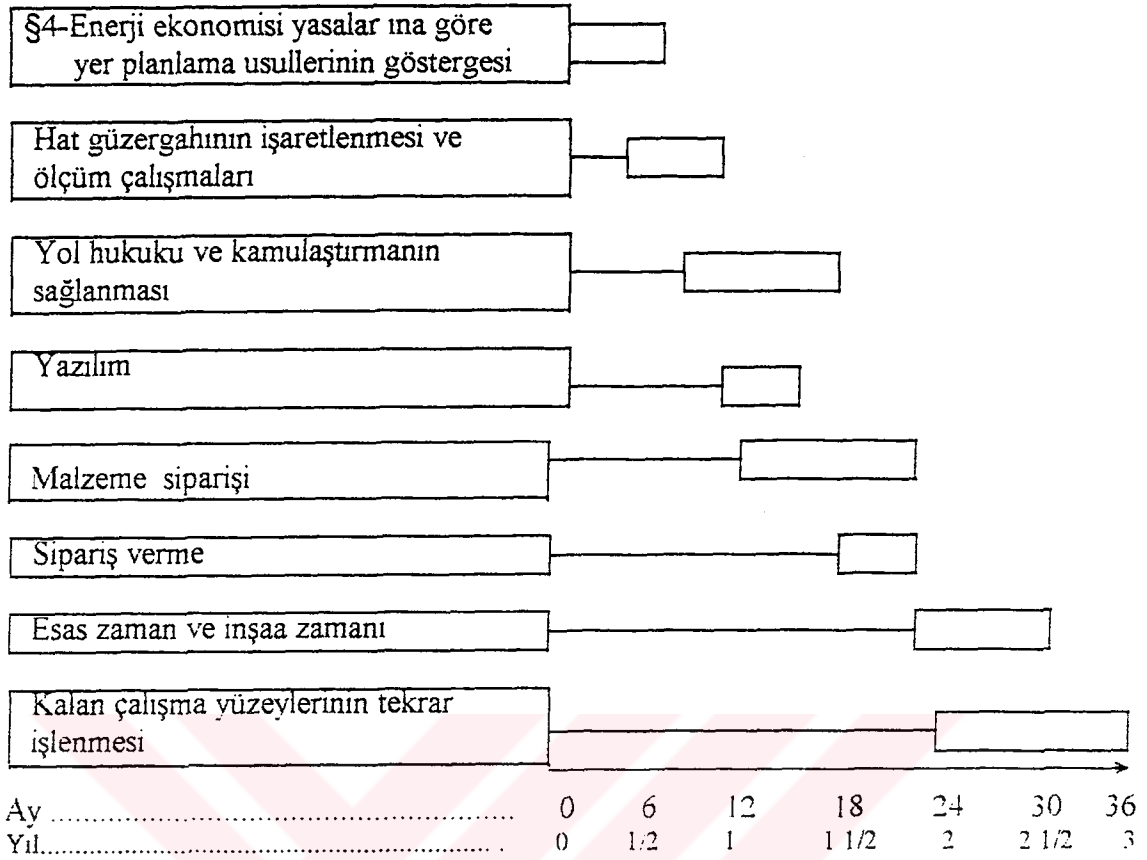 §4-Enerji ekonomisi yasalar ına göre
yer planlama usullerinin göstergesi
Hat güzergahının işaretlenmesi ve
ölçüm çalışmaları
Yol hukuku ve kamulaştırmanın
sağlanması
Yazılım
Malzeme siparişi
Sipariş verme
Esas zaman ve inşaa zamanı
Kalan çalışma yüzeylerinin tekrar
işlenmesi
Ay ................................................. 0 6 12 18 24 30 36
Yıl.................................................... . 0 1/2 1 1 1/2 2 2 1/2 3